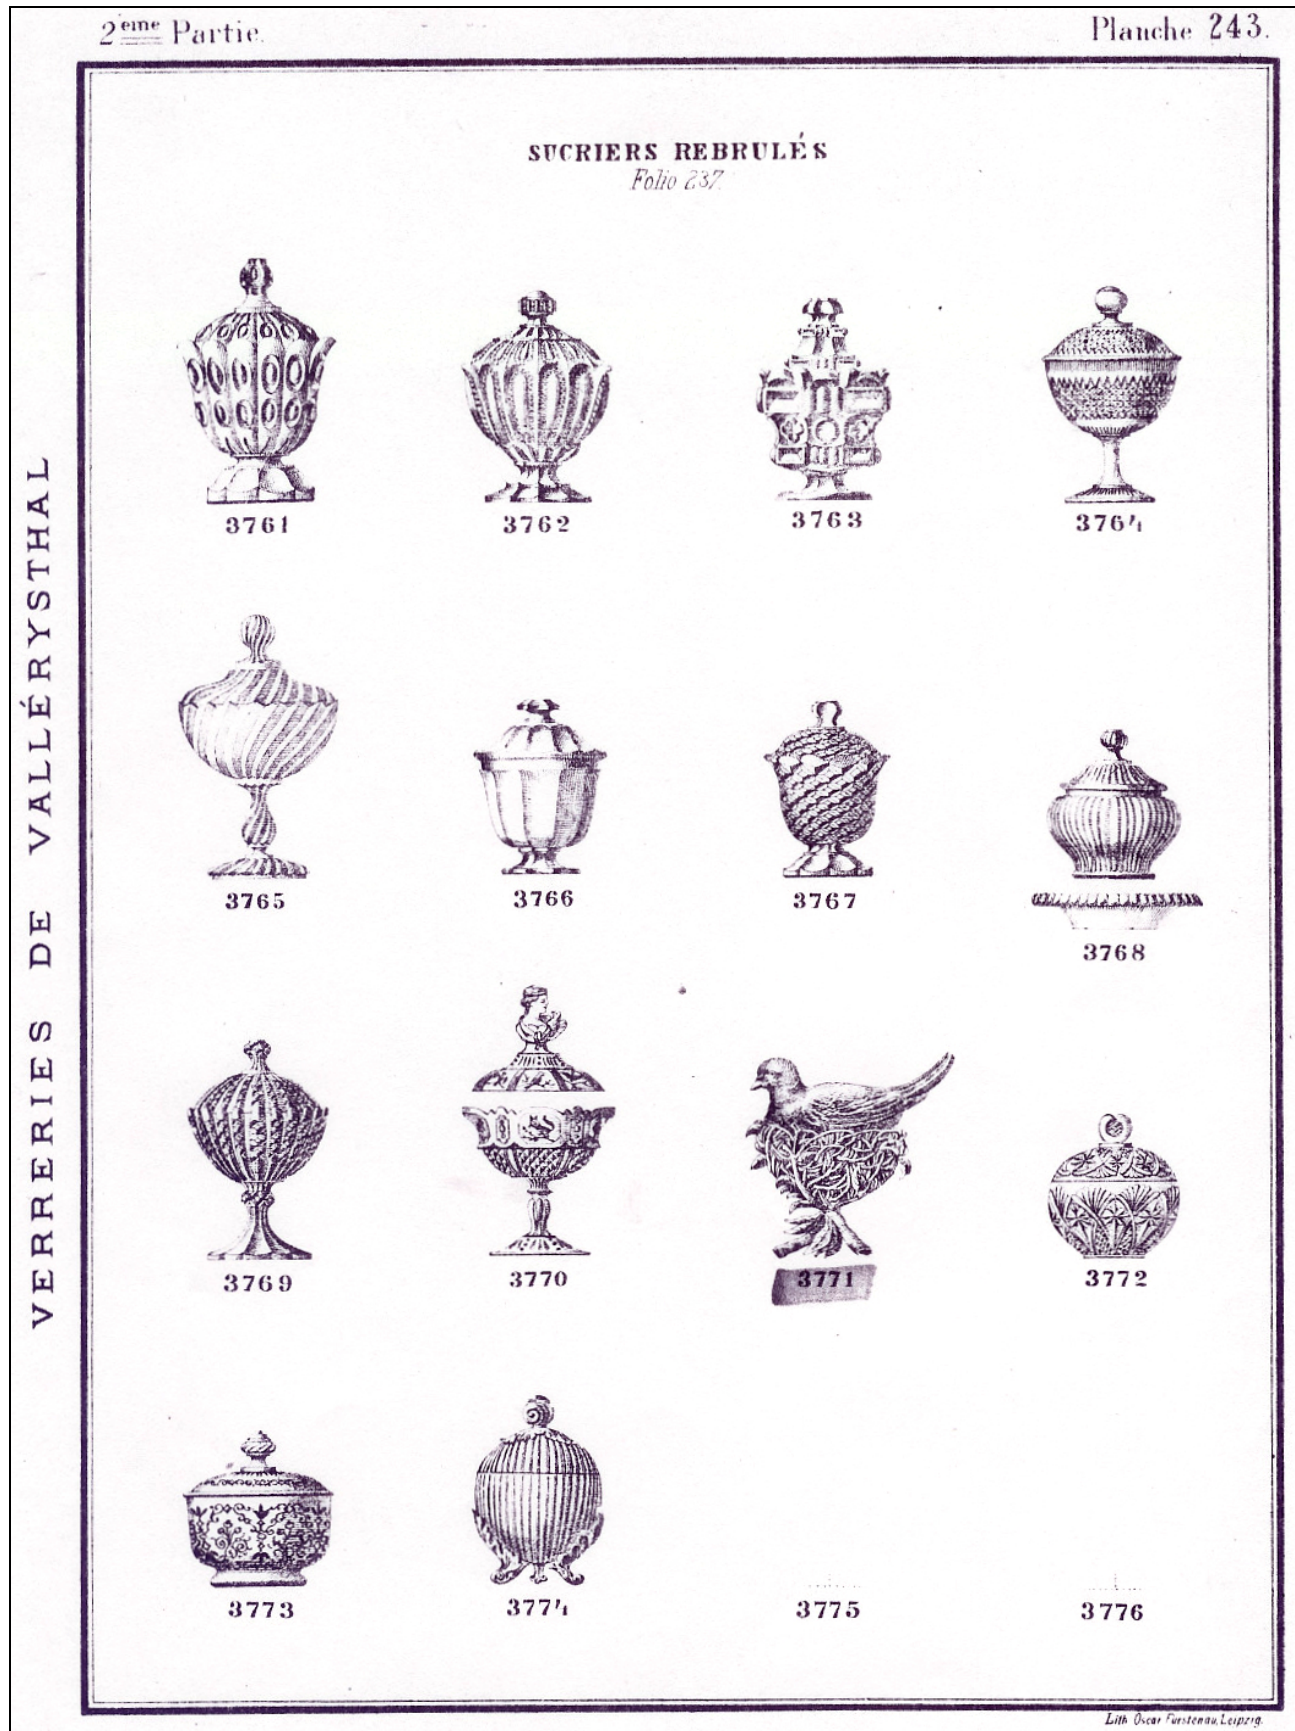 2eme Partie.
Planche 243.
SUCRIERS REBRULÉS
Folio 237.
3761
3762
3763
3764
3765
3766
3767
3768
3769
3770
3771
3772
3773
3774
3775
3776
VERRERIES DE VALLÉRYSTHAL
Lith. Oscar Fürstenau, Leipzig.